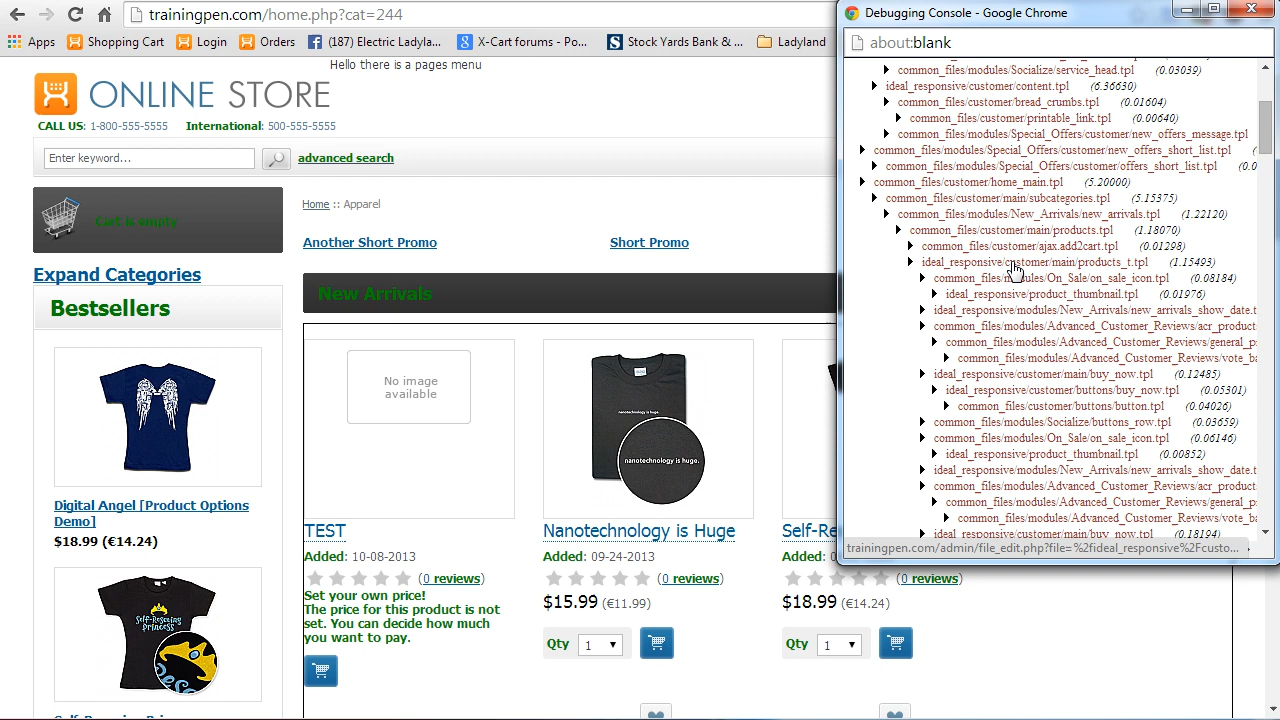 trainingpen.com/home.php?cat=244
Apps
Shopping Cart
Login
Orders
(187) Electric Ladyla...
X-Cart forums - Po...
Stock Yards Bank & ...
Ladyland
Hello there is a pages menu
ONLINE STORE
CALL US: 1-800-555-5555 International: 500-555-5555
Enter keyword...
advanced search
Cart is empty
Home :: Apparel
Another Short Promo
Short Promo
Expand Categories
Bestsellers
New Arrivals
Digital Angel [Product Options
Demo]
$18.99 (€14.24)
No image
available
TEST
Added: 10-08-2013
(0 reviews)
Set your own price!
The price for this product is not
set. You can decide how much
you want to pay.
nanotechnology is huge.
nanotechnology is huge.
Nanotechnology is Huge
Added: 09-24-2013
(0 reviews)
$15.99 (€11.99)
Qty 1
Self-Re
Added: 09-24-2013
(0 reviews)
$18.99 (€14.24)
Qty 1
Self-Rescuing
Princess
Debugging Console - Google Chrome
about:blank
common_files/modules/Socialize/service_head.tpl (0.03039)
ideal_responsive/customer/content.tpl (6.36630)
common_files/customer/bread_crumbs.tpl (0.01604)
common_files/customer/printable_link.tpl (0.00640)
common_files/modules/Special_Offers/customer/new_offers_message.tpl
common_files/modules/Special_Offers/customer/new_offers_short_list.tpl (
common_files/modules/Special_Offers/customer/offers_short_list.tpl (0.0
common_files/customer/home_main.tpl (5.20000)
common_files/customer/main/subcategories.tpl (5.15375)
common_files/modules/New_Arrivals/new_arrivals.tpl (1.22120)
common_files/customer/main/products.tpl (1.18070)
common_files/customer/ajax.add2cart.tpl (0.01298)
ideal_responsive/customer/main/products_t.tpl (1.15493)
common_files/modules/On_Sale/on_sale_icon.tpl (0.08184)
ideal_responsive/product_thumbnail.tpl (0.01976)
ideal_responsive/modules/New_Arrivals/new_arrivals_show_date.t
common_files/modules/Advanced_Customer_Reviews/acr_product
common_files/modules/Advanced_Customer_Reviews/general_p
common_files/modules/Advanced_Customer_Reviews/vote_ba
ideal_responsive/customer/main/buy_now.tpl (0.12485)
ideal_responsive/customer/buttons/buy_now.tpl (0.05301)
common_files/customer/buttons/button.tpl (0.04026)
common_files/modules/Socialize/buttons_row.tpl (0.03659)
common_files/modules/On_Sale/on_sale_icon.tpl (0.06146)
ideal_responsive/product_thumbnail.tpl (0.00852)
ideal_responsive/modules/New_Arrivals/new_arrivals_show_date.t
common_files/modules/Advanced_Customer_Reviews/acr_product
common_files/modules/Advanced_Customer_Reviews/general_p
common_files/modules/Advanced_Customer_Reviews/vote_ba
ideal_responsive/customer/main/buy_now.tpl (0.18194)
trainingpen.com/admin/file_edit.php?file=%2fideal_responsive%2Fcusto...